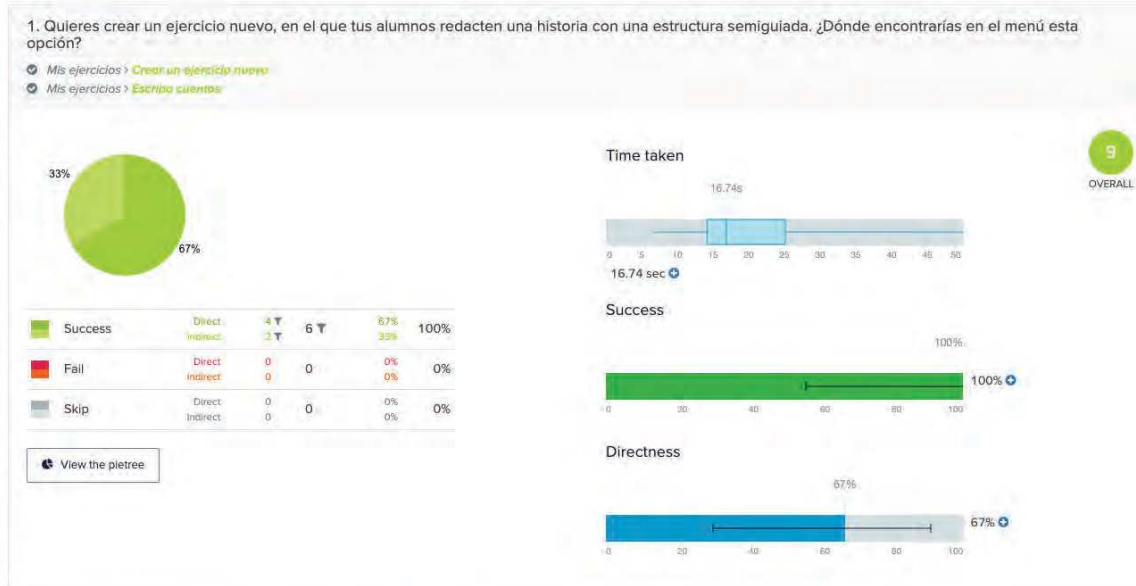 1. Quieres crear un ejercicio nuevo, en el que tus alumnos redacten una historia con una estructura semiguiada. ¿Dónde encontrarías en el menú esta
opción?
Mis ejercicios > Crear un ejercicio nuevo
Mis ejercicios > Escribo cuentos
33%
67%
Success Direct 4 6 67% 100%
Indirect 2 33%
Fail Direct 0 0 0% 0%
Indirect 0 0%
Skip Direct 0 0 0% 0%
Indirect 0 0%
View the pietree
Time taken
16.74s
0 5 10 15 20 25 30 35 40 45 50
16.74 sec
Success
100%
100%
0 20 40 60 80 100
Directness
67%
67%
0 20 40 60 80 100
9
OVERALL